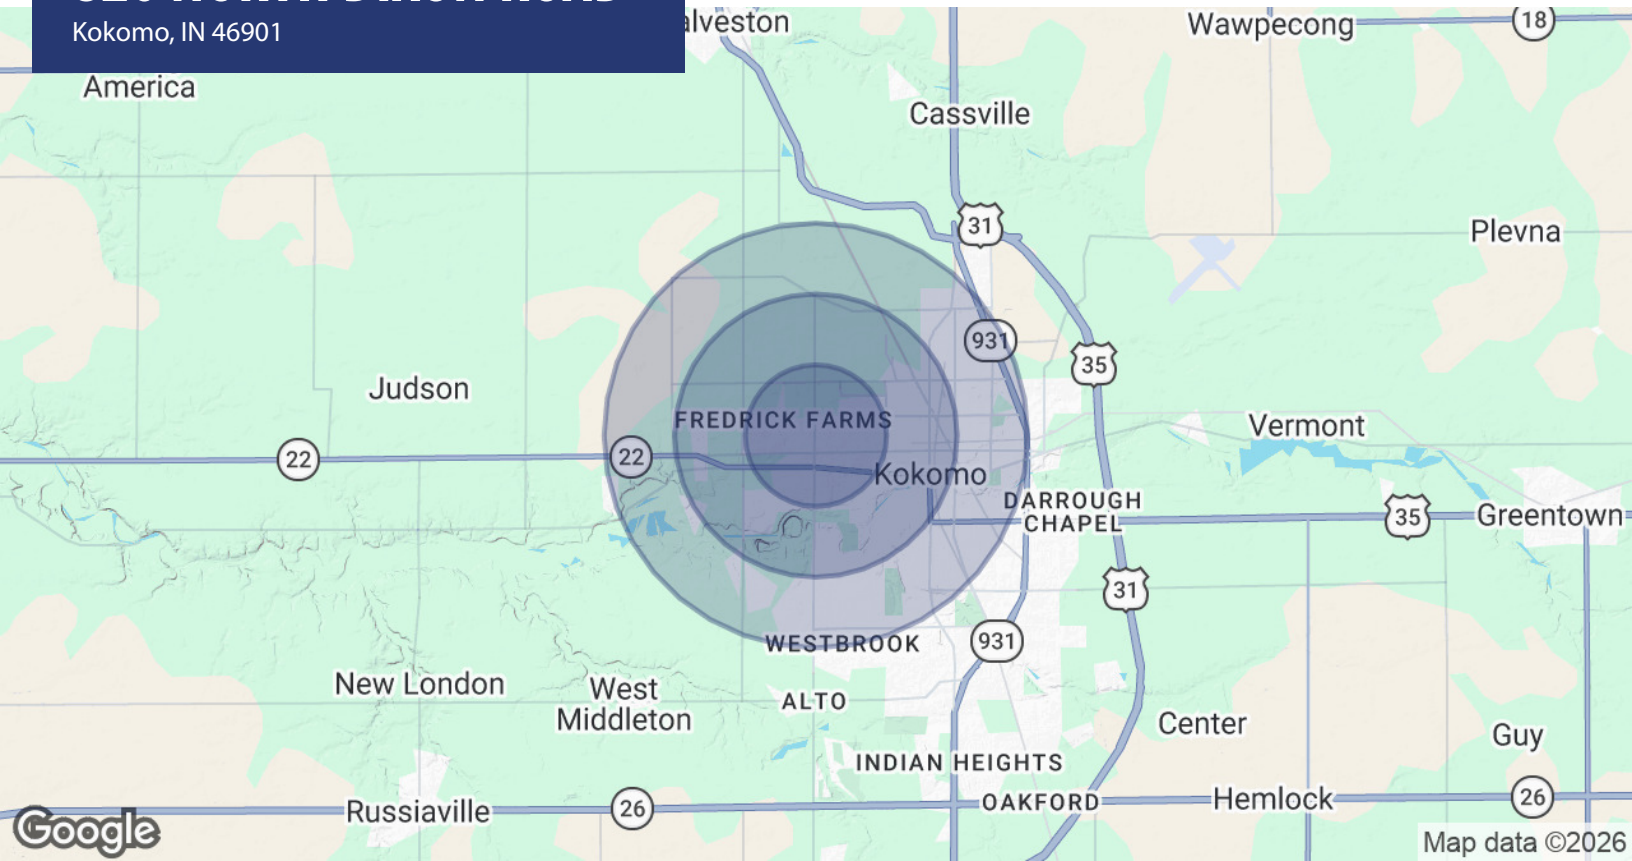 Kokomo, IN 46901
alveston
Wawpecong
18
America
Cassville
31
Plevna
931
35
Judson
FREDRICK FARMS
Vermont
22
22
Kokomo
DARROUGH
CHAPEL
35
Greentown
31
WESTBROOK
931
New London
West
Middleton
ALTO
Center
Guy
INDIAN HEIGHTS
OAKFORD
Hemlock
26
Russiaville
26
Google
Map data ©2026